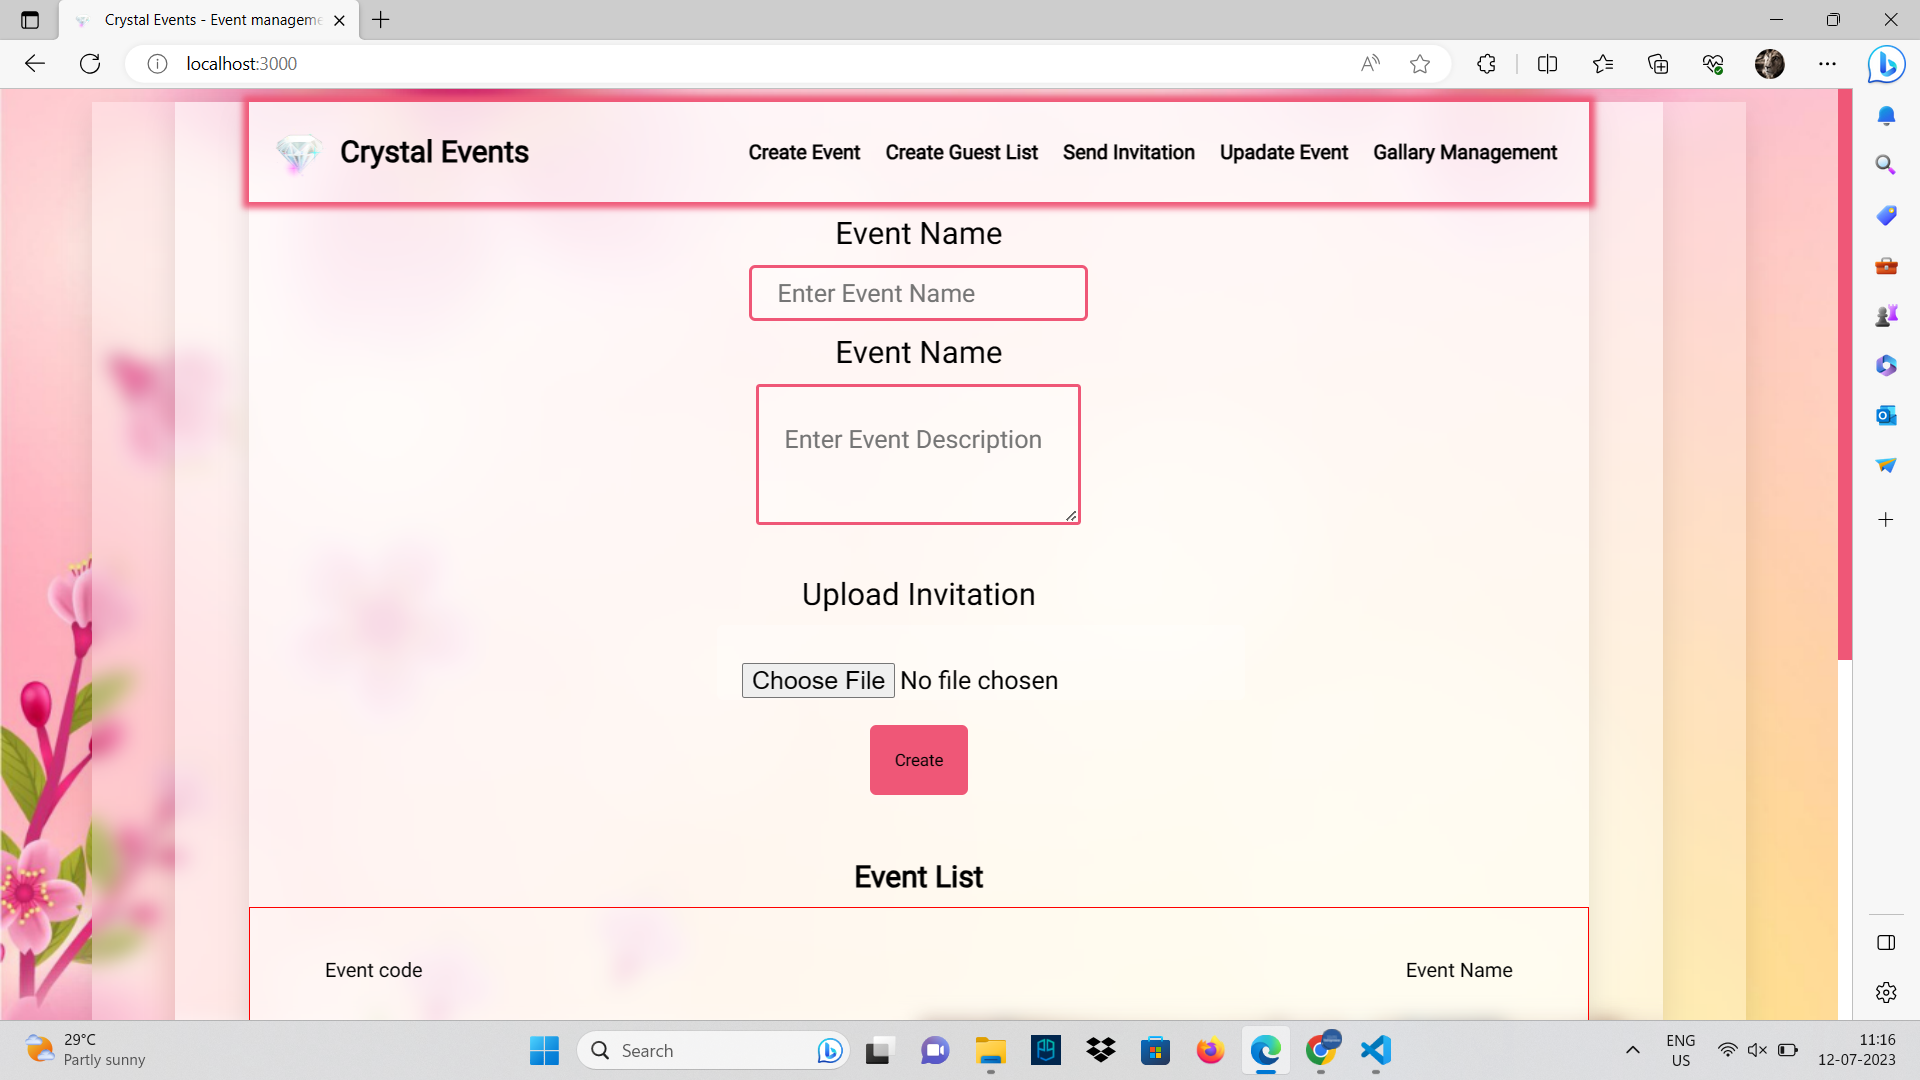 Crystal Events - Event manageme
localhost:3000
Crystal Events
Create Event Create Guest List Send Invitation Upadate Event Gallary Management
Event Name
Enter Event Name
Event Name
Enter Event Description
Upload Invitation
Choose File No file chosen
Create
Event List
Event code Event Name
29°C
Partly sunny
Search
ENG
US
11:16
12-07-2023